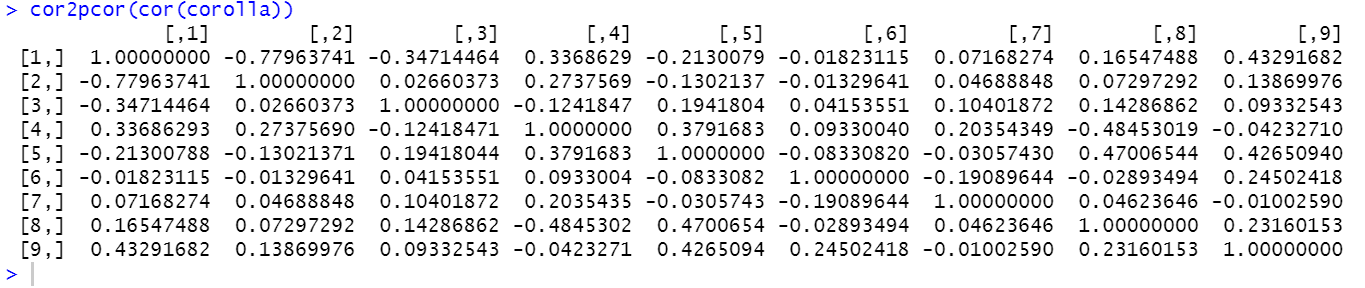 > cor2pcor(cor(corolla))
[,1] [,2] [,3] [,4] [,5] [,6] [,7] [,8] [,9]
[1,] 1.00000000 -0.77963741 -0.34714464 0.3368629 -0.2130079 -0.01823115 0.07168274 0.16547488 0.43291682
[2,] -0.77963741 1.00000000 0.02660373 0.2737569 -0.1302137 -0.01329641 0.04688848 0.07297292 0.13869976
[3,] -0.34714464 0.02660373 1.00000000 -0.1241847 0.1941804 0.04153551 0.10401872 0.14286862 0.09332543
[4,] 0.33686293 0.27375690 -0.12418471 1.0000000 0.3791683 0.09330040 0.20354349 -0.48453019 -0.04232710
[5,] -0.21300788 -0.13021371 0.19418044 0.3791683 1.0000000 -0.08330820 -0.03057430 0.47006544 0.42650940
[6,] -0.01823115 -0.01329641 0.04153551 0.0933004 -0.0833082 1.00000000 -0.19089644 -0.02893494 0.24502418
[7,] 0.07168274 0.04688848 0.10401872 0.2035435 -0.0305743 -0.19089644 1.00000000 0.04623646 -0.01002590
[8,] 0.16547488 0.07297292 0.14286862 -0.4845302 0.4700654 -0.02893494 0.04623646 1.00000000 0.23160153
[9,] 0.43291682 0.13869976 0.09332543 -0.0423271 0.4265094 0.24502418 -0.01002590 0.23160153 1.00000000
>